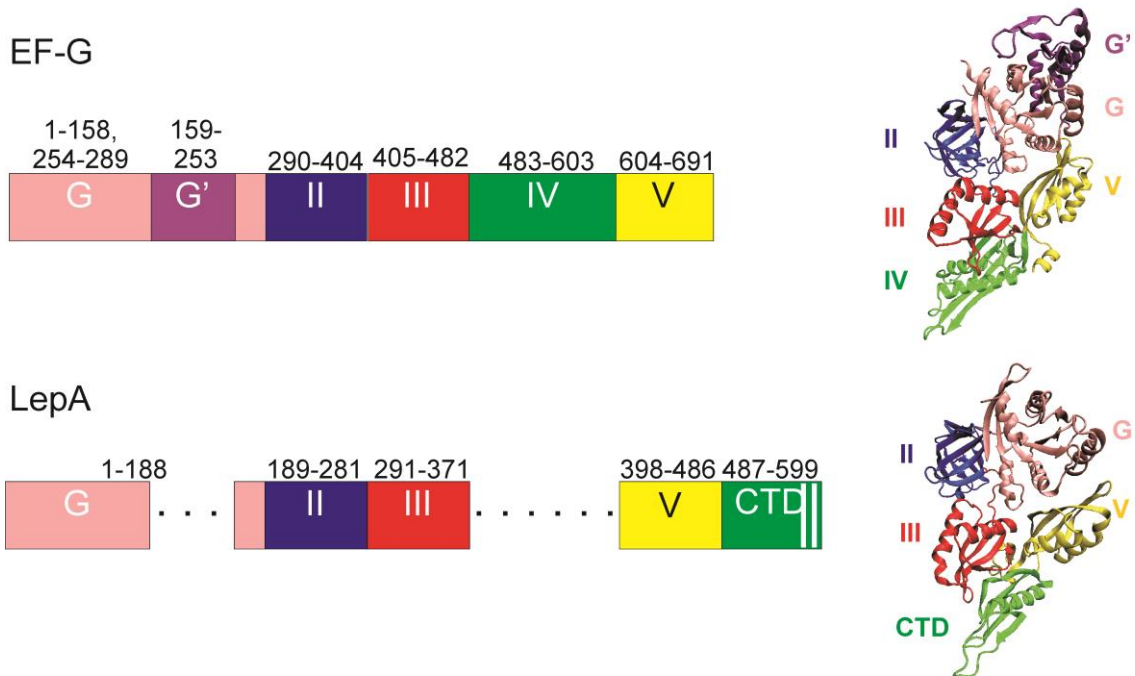 EF-G
1-158,
254-289
159-
253
290-404
405-482
483-603
604-691
G
G'
II
III
IV
V
G'
G
II
V
III
IV
LepA
1-188
189-281
291-371
398-486
487-599
G
. . .
II
III
. . . . . .
V
CTD
G
II
V
III
CTD